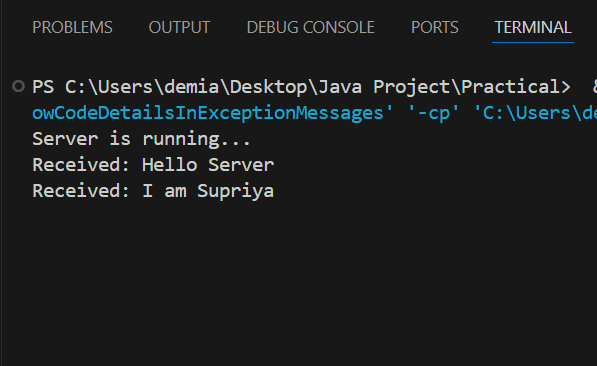 PROBLEMS OUTPUT DEBUG CONSOLE PORTS TERMINAL
PS C:\Users\demia\Desktop\Java Project\Practical> &
owCodeDetailsInExceptionMessages' '-cp' 'C:\Users\de
Server is running...
Received: Hello Server
Received: I am Supriya